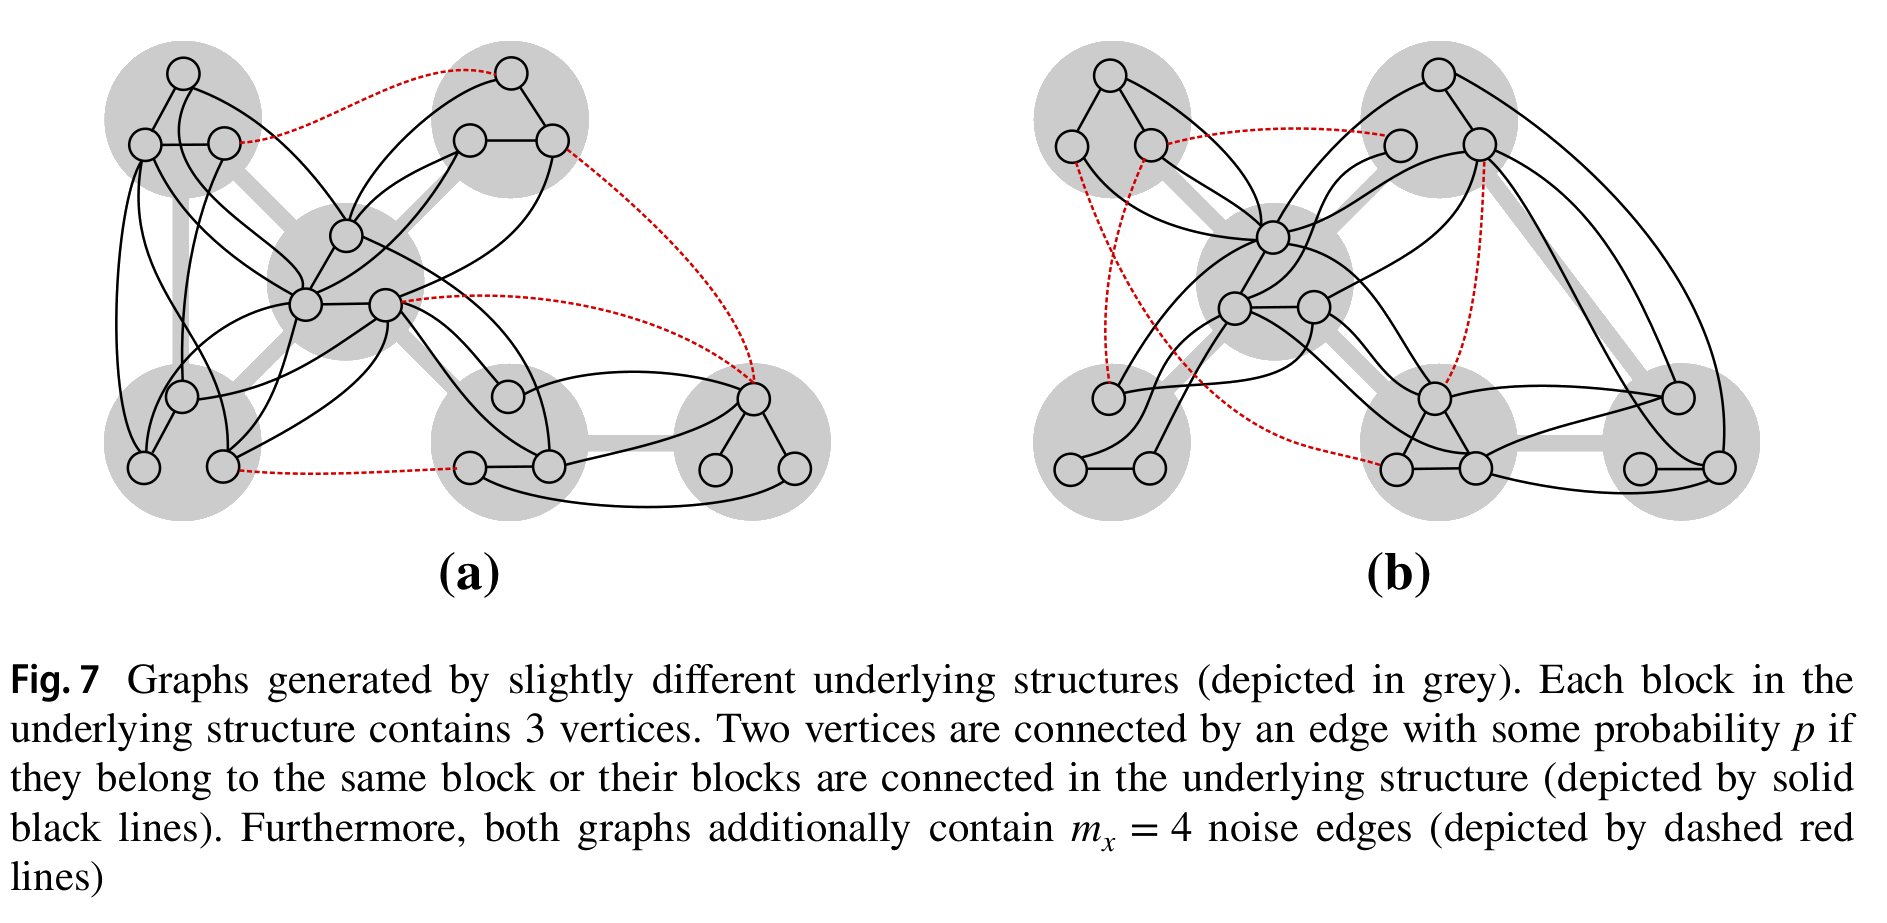 (a) (b)
Fig. 7 Graphs generated by slightly different underlying structures (depicted in grey). Each block in the
underlying structure contains 3 vertices. Two vertices are connected by an edge with some probability p if
they belong to the same block or their blocks are connected in the underlying structure (depicted by solid
black lines). Furthermore, both graphs additionally contain mₓ = 4 noise edges (depicted by dashed red
lines)